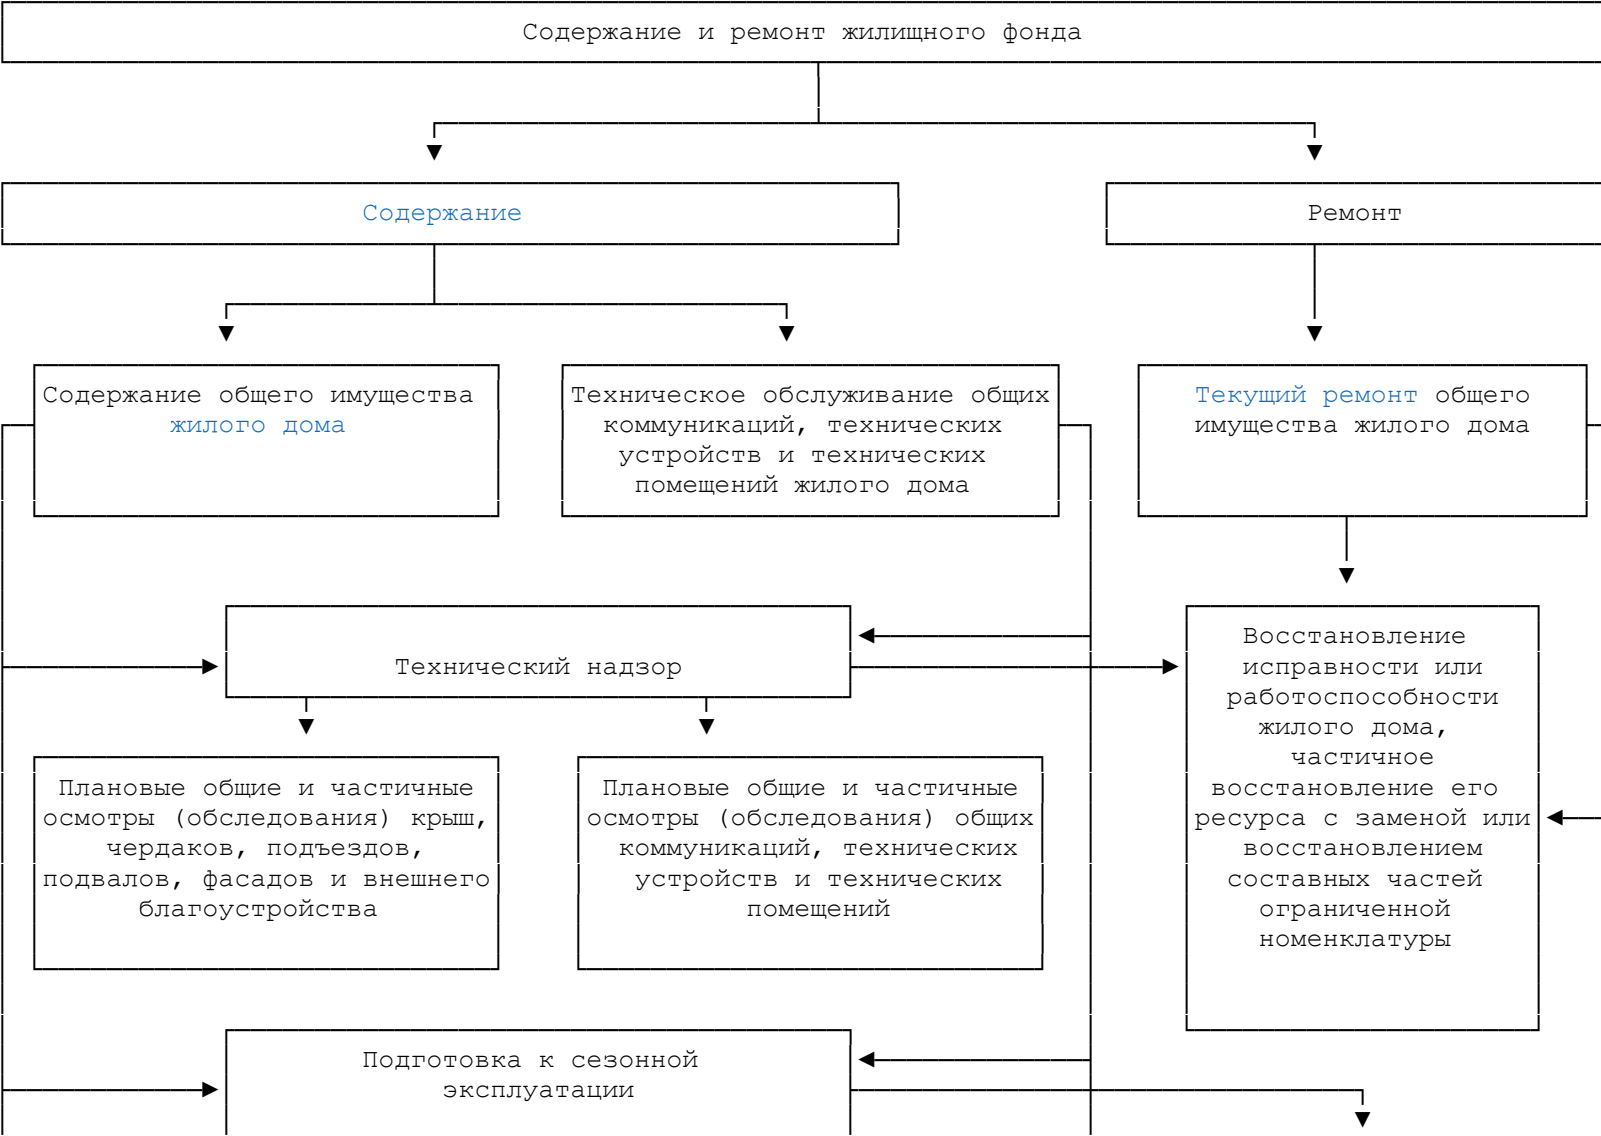 Содержание и ремонт жилищного фонда
Содержание
Ремонт
Содержание общего имущества
жилого дома
Техническое обслуживание общих
коммуникаций, технических
устройств и технических
помещений жилого дома
Текущий ремонт общего
имущества жилого дома
Технический надзор
Восстановление
исправности или
работоспособности
жилого дома,
частичное
восстановление его
ресурса с заменой или
восстановлением
составных частей
ограниченной
номенклатуры
Плановые общие и частичные
осмотры (обследования) крыш,
чердаков, подъездов,
подвалов, фасадов и внешнего
благоустройства
Плановые общие и частичные
осмотры (обследования) общих
коммуникаций, технических
устройств и технических
помещений
Подготовка к сезонной
эксплуатации